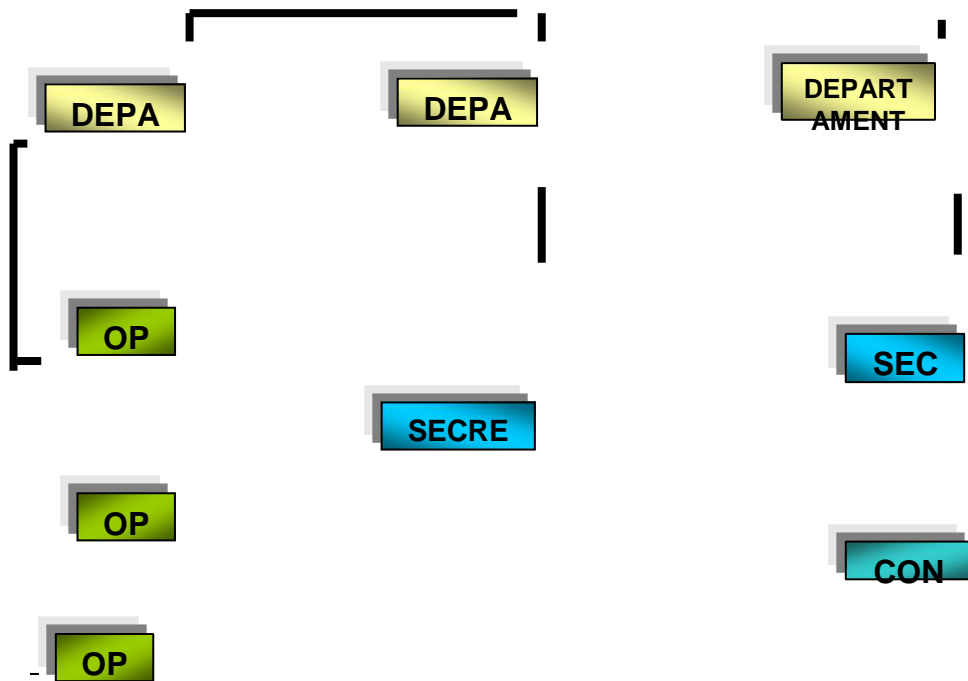 DEPA
DEPA
DEPART
AMENT
OP
SEC
SECRE
OP
CON
OP